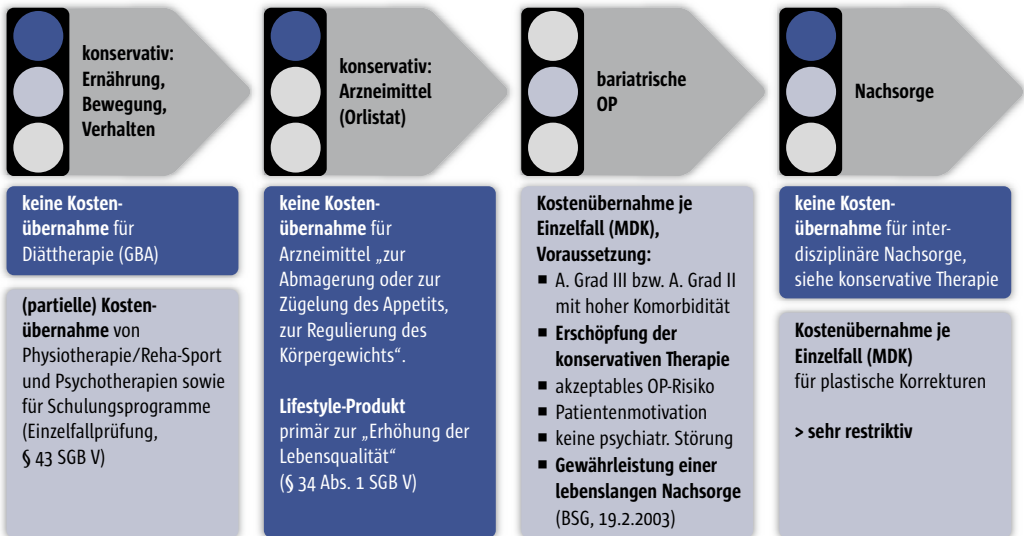 konservativ:
Ernährung,
Bewegung,
Verhalten
keine Kosten-
übernahme für
Diättherapie (GBA)
(partielle) Kosten-
übernahme von
Physiotherapie/Reha-Sport
und Psychotherapien sowie
für Schulungsprogramme
(Einzelfallprüfung,
§ 43 SGB V)
konservativ:
Arzneimittel
(Orlistat)
keine Kosten-
übernahme für
Arzneimittel „zur
Abmagerung oder zur
Zügelung des Appetits,
zur Regulierung des
Körpergewichts“.
Lifestyle-Produkt
primär zur „Erhöhung der
Lebensqualität“
(§ 34 Abs. 1 SGB V)
bariatrische
OP
Kostenübernahme je
Einzelfall (MDK),
Voraussetzung:
▪ A. Grad III bzw. A. Grad II
mit hoher Komorbidität
▪ Erschöpfung der
konservativen Therapie
▪ akzeptables OP-Risiko
▪ Patientenmotivation
▪ keine psychiatr. Störung
▪ Gewährleistung einer
lebenslangen Nachsorge
(BSG, 19.2.2003)
Nachsorge
keine Kosten-
übernahme für inter-
disziplinäre Nachsorge,
siehe konservative Therapie
Kostenübernahme je
Einzelfall (MDK)
für plastische Korrekturen
> sehr restriktiv